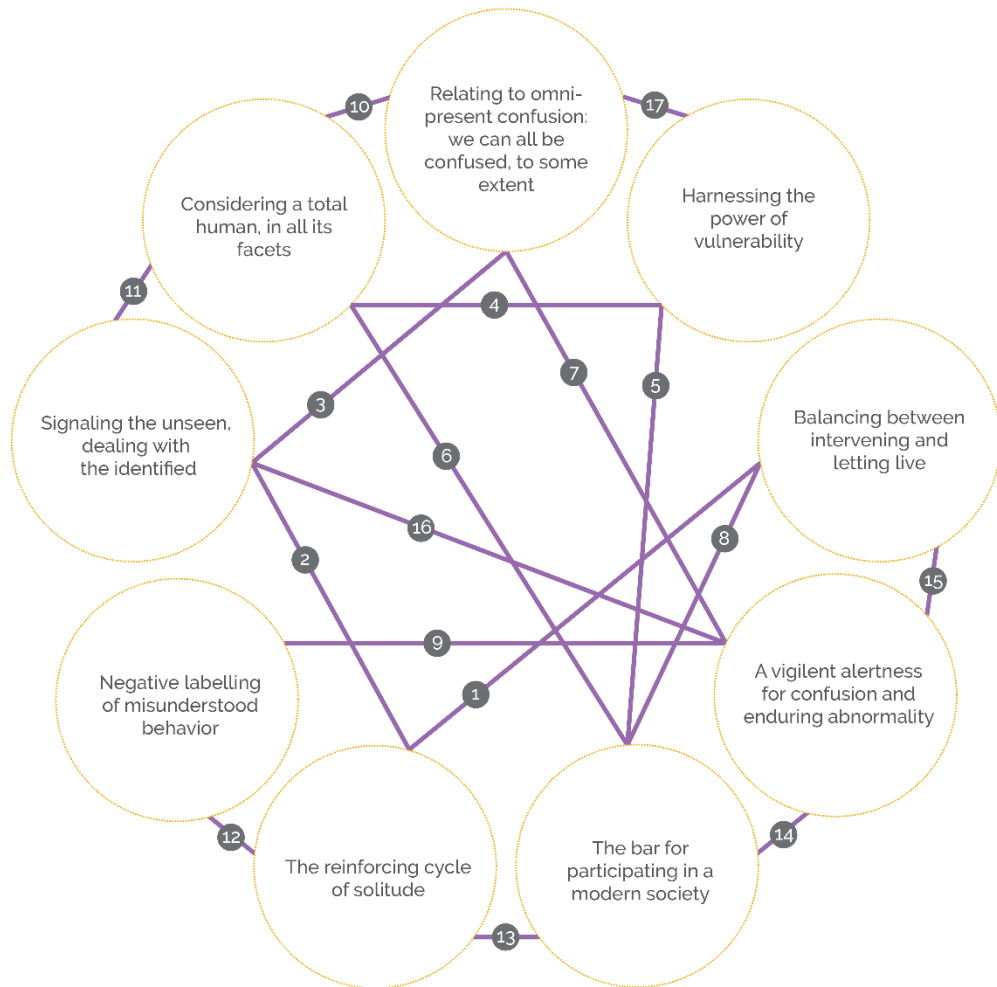 10
17
Relating to omni-
present confusion:
we can all be
confused, to some
extent
Considering a total
human, in all its
facets
Harnessing the
power of
vulnerability
11
4
3
7
5
Signaling the unseen,
dealing with
the identified
Balancing between
intervening and
letting live
6
16
8
2
15
9
1
Negative labelling
of misunderstood
behavior
A vigilent alertness
for confusion and
enduring abnormality
12
14
The reinforcing cycle
of solitude
The bar for
participating in a
modern society
13